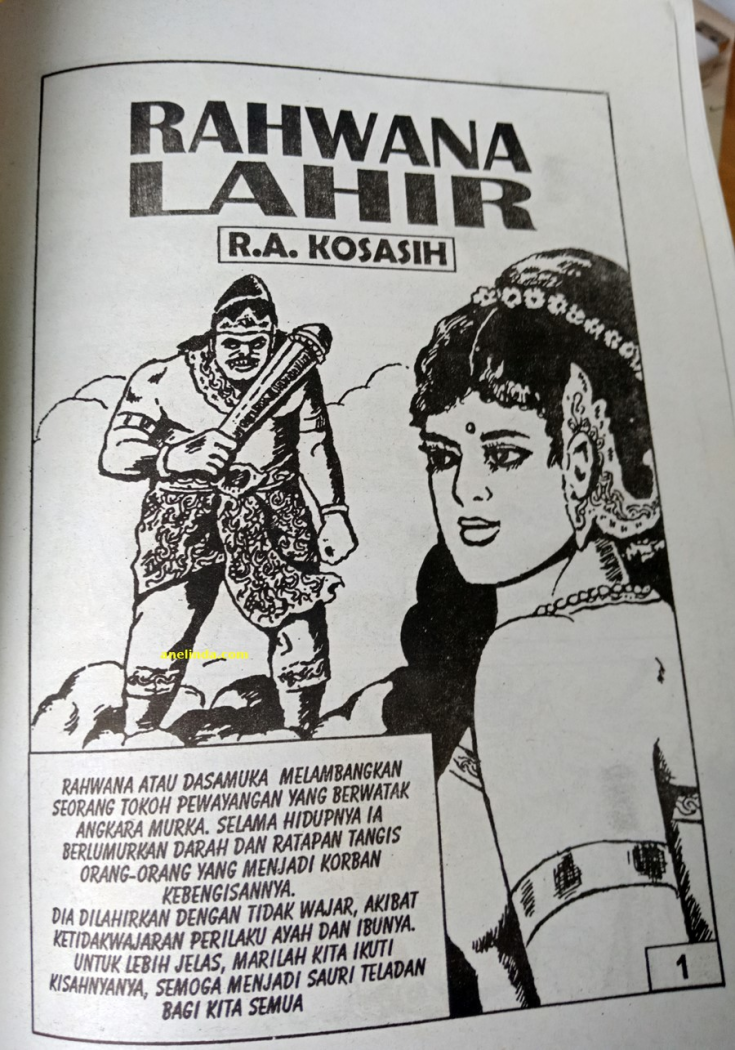 RAHWANA
LAHIR
R.A. KOSASIH
RAHWANA ATAU DASAMUKA MELAMBANGKAN
SEORANG TOKOH PEWAYANGAN YANG BERWATAK
ANGKARA MURKA. SELAMA HIDUPNYA IA
BERLUMURKAN DARAH DAN RATAPAN TANGIS
ORANG-ORANG YANG MENJADI KORBAN
KEBENGISANNYA.
DIA DILAHIRKAN DENGAN TIDAK WAJAR, AKIBAT
KETIDAKWAJARAN PERILAKU AYAH DAN IBUNYA.
UNTUK LEBIH JELAS, MARILAH KITA IKUTI
KISAHNYANYA, SEMOGA MENJADI SAURI TELADAN
BAGI KITA SEMUA
1